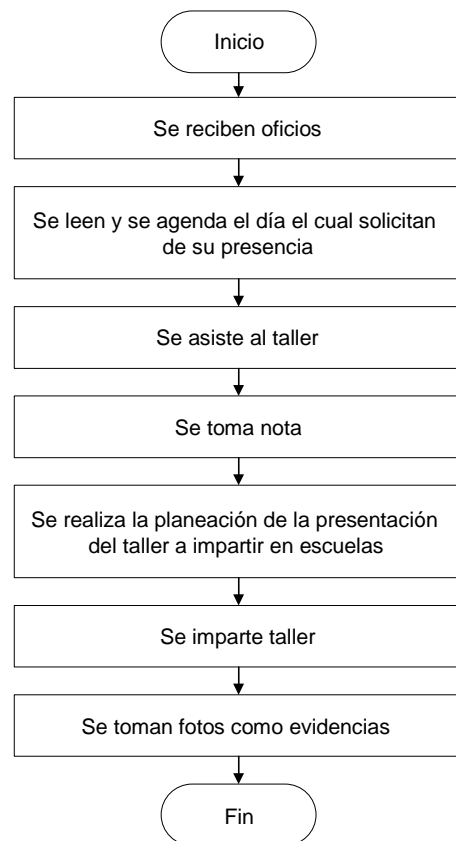 Inicio
Se reciben oficios
Se leen y se agenda el día el cual solicitan
de su presencia
Se asiste al taller
Se toma nota
Se realiza la planeación de la presentación
del taller a impartir en escuelas
Se imparte taller
Se toman fotos como evidencias
Fin